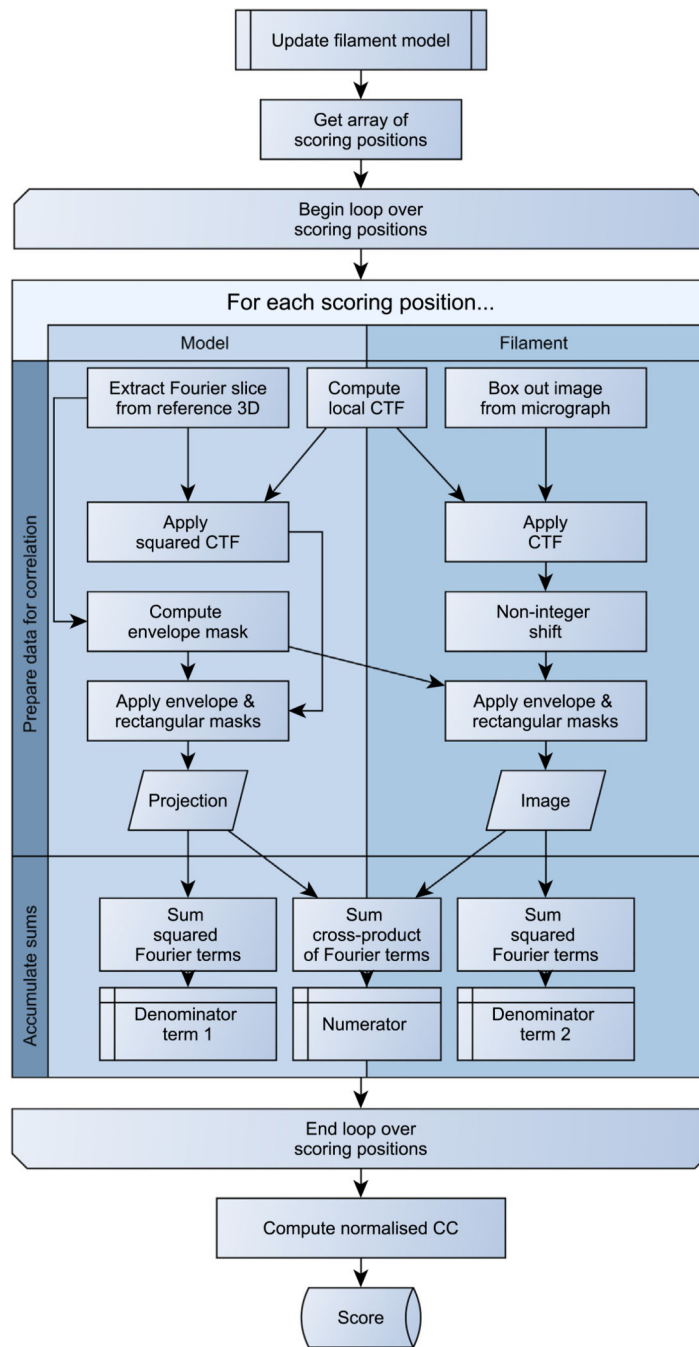 Update filament model
Get array of
scoring positions
Begin loop over
scoring positions
For each scoring position...
Model
Filament
Prepare data for correlation
Extract Fourier slice
from reference 3D
Compute
local CTF
Box out image
from micrograph
Apply
squared CTF
Apply
CTF
Compute
envelope mask
Non-integer
shift
Apply envelope &
rectangular masks
Apply envelope &
rectangular masks
Projection
Image
Accumulate sums
Sum
squared
Fourier terms
Sum
cross-product
of Fourier terms
Sum
squared
Fourier terms
Denominator
term 1
Numerator
Denominator
term 2
End loop over
scoring positions
Compute normalised CC
Score